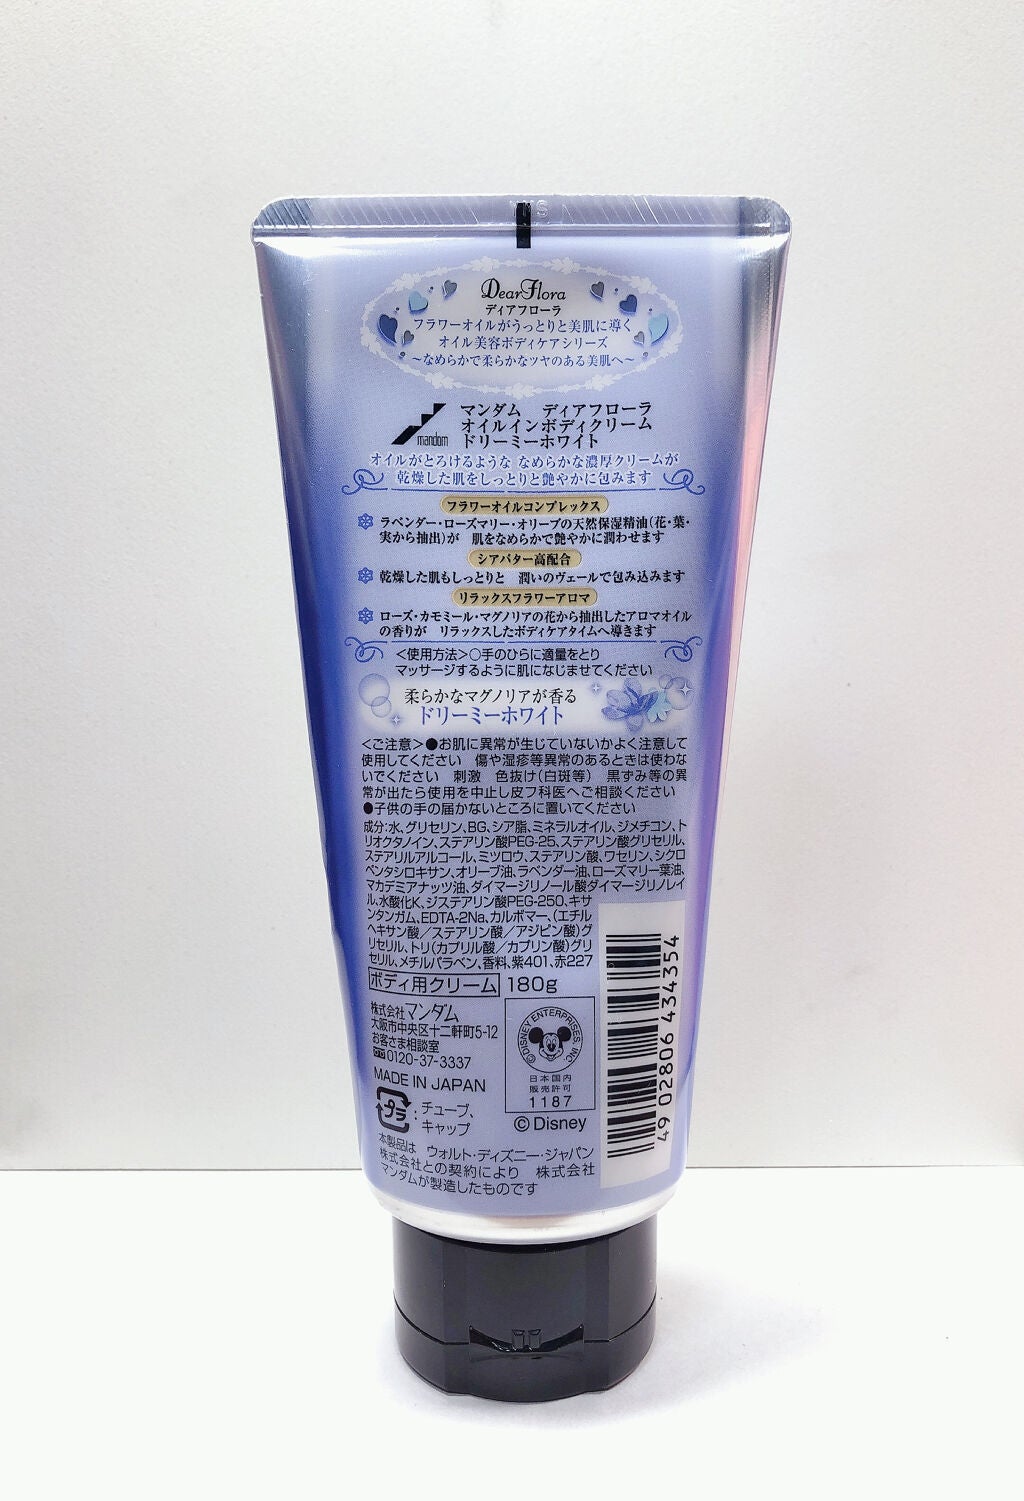 Dear Flora
ディアフローラ
フラワーオイルがうっとりと美肌に導く
オイル美容ボディケアシリーズ
～なめらかで柔らかなツヤのある美肌へ～
mandom
マンダム ディアフローラ
オイルインボディクリーム
ドリーミーホワイト
オイルがとろけるような なめらかな濃厚クリームが
乾燥した肌をしっとりと艶やかに包みます
フラワーオイルコンプレックス
ラベンダー・ローズマリー・オリーブの天然保湿精油(花・葉・
実から抽出)が 肌をなめらかで艶やかに潤わせます
シアバター高配合
乾燥した肌もしっとりと 潤いのヴェールで包み込みます
リラックスフラワーアロマ
ローズ・カモミール・マグノリアの花から抽出したアロマオイル
の香りが リラックスしたボディケアタイムへ導きます
＜使用方法＞○手のひらに適量をとり
マッサージするように肌になじませてください
柔らかなマグノリアが香る
ドリーミーホワイト
＜ご注意＞●お肌に異常が生じていないかよく注意して
使用してください 傷や湿疹等異常のあるときは使わな
いでください 刺激 色抜け(白斑等) 黒ずみ等の異
常が出たら使用を中止し皮フ科医へご相談ください
●子供の手の届かないところに置いてください
成分:水、グリセリン、BG、シア脂、ミネラルオイル、ジメチコン、ト
リオクタノイン、ステアリン酸PEG-25、ステアリン酸グリセリル、
ステアリルアルコール、ミツロウ、ステアリン酸、ワセリン、シクロ
ペンタシロキサン、オリーブ油、ラベンダー油、ローズマリー葉油、
マカデミアナッツ油、ダイマージリノール酸ダイマージリノレイ
ル、水酸化K、ジステアリン酸PEG-250、キサ
ンタンガム、EDTA-2Na、カルボマー、(エチル
ヘキサン酸／ステアリン酸／アジピン酸)グ
リセリル、トリ(カプリル酸／カプリン酸)グリ
セリル、メチルパラベン、香料、紫401、赤227
ボディ用クリーム 180g
株式会社マンダム
大阪市中央区十二軒町5-12
お客さま相談室
0120-37-3337
MADE IN JAPAN
プラ : チューブ、
キャップ
©DISNEY ENTERPRISES, INC.
日本国内
販売許可
1187
©Disney
本製品は ウォルト・ディズニー・ジャパン
株式会社との契約により 株式会社
マンダムが製造したものです
4902806434354